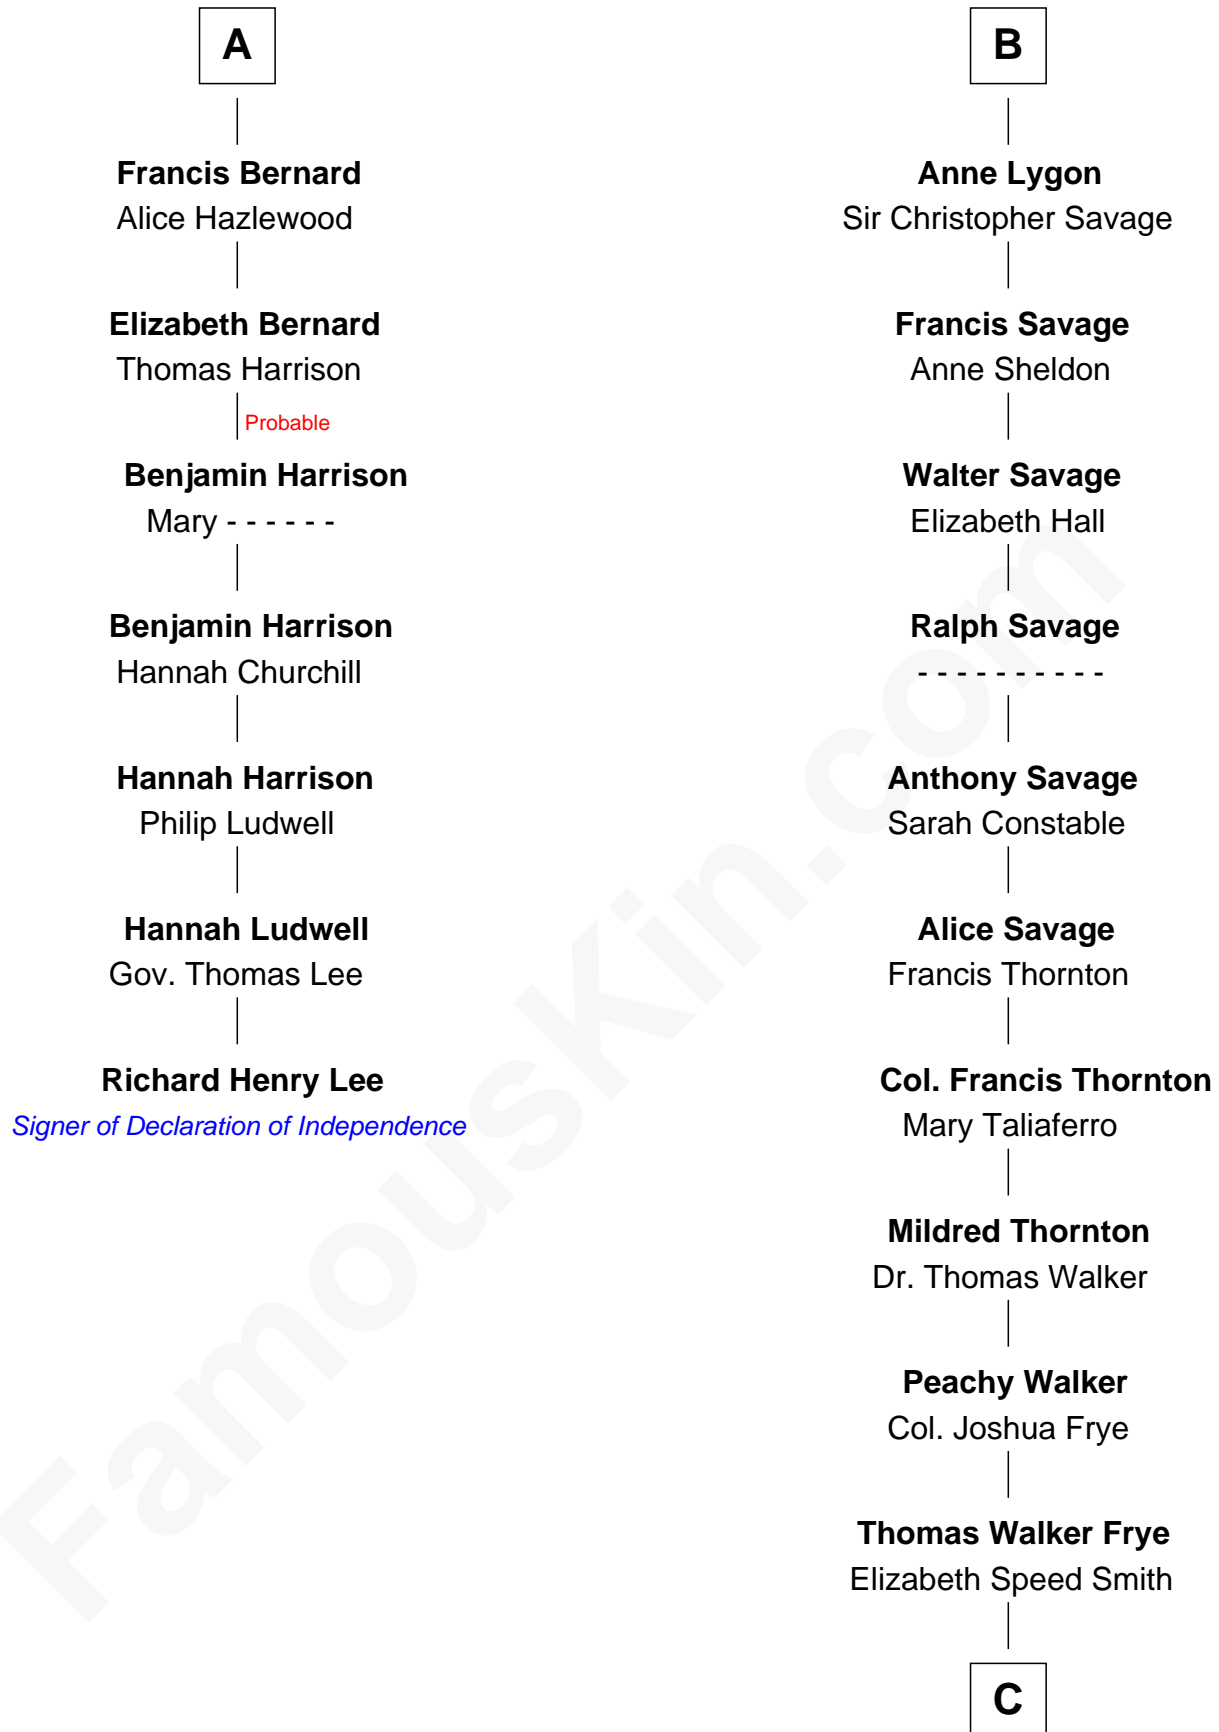 A
Francis Bernard
Alice Hazlewood
Elizabeth Bernard
Thomas Harrison
Probable
Benjamin Harrison
Mary - - - - - -
Benjamin Harrison
Hannah Churchill
Hannah Harrison
Philip Ludwell
Hannah Ludwell
Gov. Thomas Lee
Richard Henry Lee
Signer of Declaration of Independence
B
Anne Lygon
Sir Christopher Savage
Francis Savage
Anne Sheldon
Walter Savage
Elizabeth Hall
Ralph Savage
- - - - - - - - - -
Anthony Savage
Sarah Constable
Alice Savage
Francis Thornton
Col. Francis Thornton
Mary Taliaferro
Mildred Thornton
Dr. Thomas Walker
Peachy Walker
Col. Joshua Frye
Thomas Walker Frye
Elizabeth Speed Smith
C
FamousKin.com